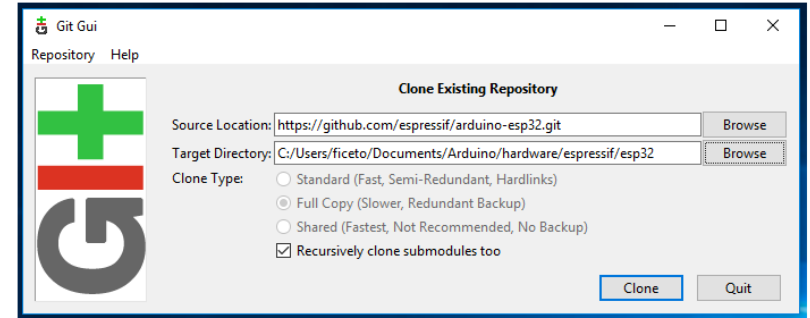 Git Gui
Repository Help
GIT
Clone Existing Repository
Source Location: https://github.com/espressif/arduino-esp32.git Browse
Target Directory: C:/Users/ficeto/Documents/Arduino/hardware/espressif/esp32 Browse
Clone Type: Standard (Fast, Semi-Redundant, Hardlinks)
Full Copy (Slower, Redundant Backup)
Shared (Fastest, Not Recommended, No Backup)
Recursively clone submodules too
Clone Quit